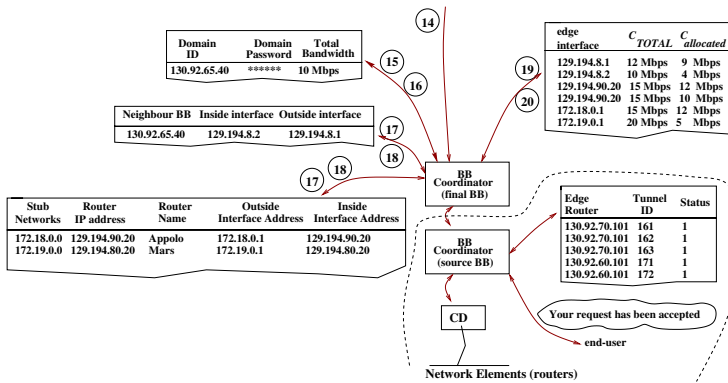 14
Domain ID Domain Password Total Bandwidth
130.92.65.40 ****** 10 Mbps
15
16
edge interface C TOTAL C allocated
129.194.8.1 12 Mbps 9 Mbps
129.194.8.2 10 Mbps 4 Mbps
129.194.90.20 15 Mbps 12 Mbps
129.194.90.20 15 Mbps 10 Mbps
172.18.0.1 15 Mbps 12 Mbps
172.19.0.1 20 Mbps 5 Mbps
19
20
Neighbour BB Inside interface Outside interface
130.92.65.40 129.194.8.2 129.194.8.1
17
18
17
18
BB
Coordinator
(final BB)
Stub Networks Router IP address Router Name Outside Interface Address Inside Interface Address
172.18.0.0 129.194.90.20 Appolo 172.18.0.1 129.194.90.20
172.19.0.0 129.194.80.20 Mars 172.19.0.1 129.194.80.20
BB
Coordinator
(source BB)
Edge Router Tunnel ID Status
130.92.70.101 161 1
130.92.70.101 162 1
130.92.70.101 163 1
130.92.60.101 171 1
130.92.60.101 172 1
CD
Your request has been accepted
end-user
Network Elements (routers)